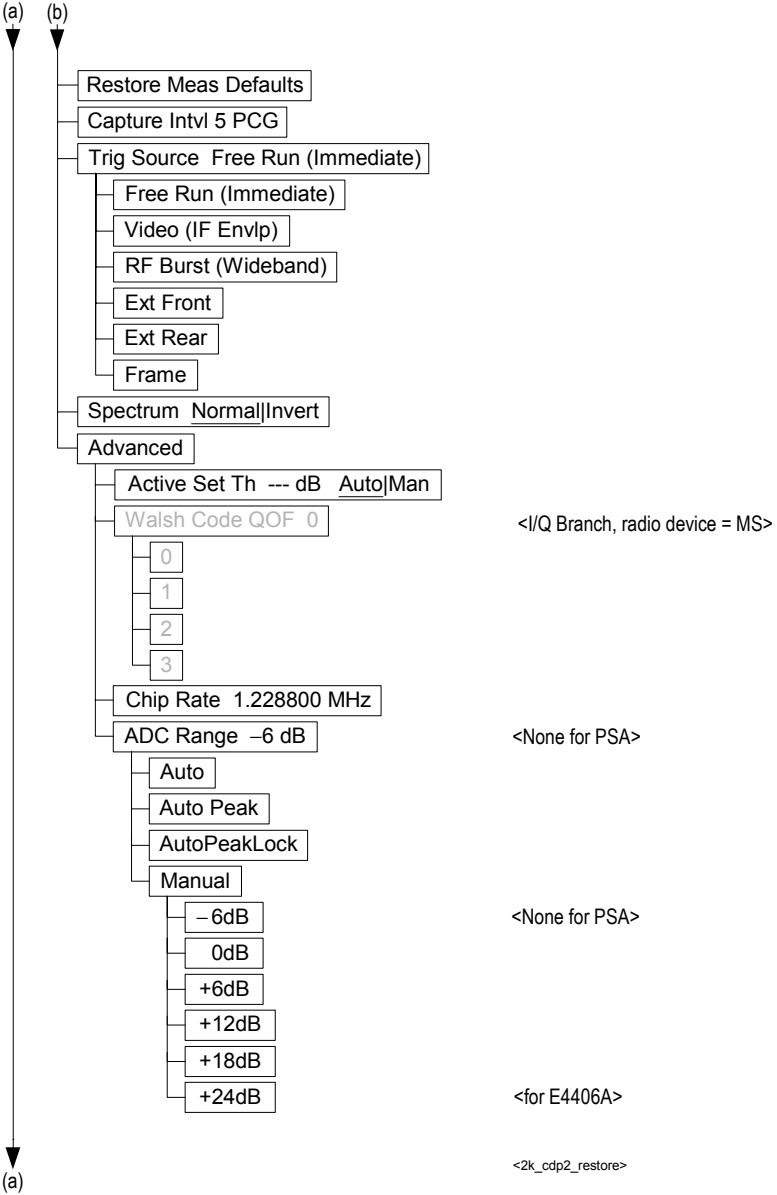 (a) (b)
Restore Meas Defaults
Capture Intvl 5 PCG
Trig Source Free Run (Immediate)
Free Run (Immediate)
Video (IF Envlp)
RF Burst (Wideband)
Ext Front
Ext Rear
Frame
Spectrum Normal|Invert
Advanced
Active Set Th --- dB Auto|Man
Walsh Code QOF 0 <I/Q Branch, radio device = MS>
0
1
2
3
Chip Rate 1.228800 MHz
ADC Range –6 dB <None for PSA>
Auto
Auto Peak
AutoPeakLock
Manual
–6dB <None for PSA>
0dB
+6dB
+12dB
+18dB
+24dB <for E4406A>
<2k_cdp2_restore>
(a)